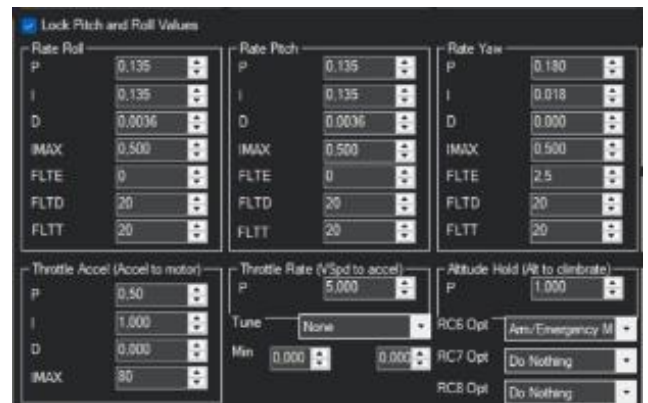 Lock Pitch and Roll Values
Rate Roll
P 0.135
I 0.135
D 0.0036
IMAX 0.500
FLTE 0
FLTD 20
FLTT 20
Rate Pitch
P 0.135
I 0.135
D 0.0036
IMAX 0.500
FLTE 0
FLTD 20
FLTT 20
Rate Yaw
P 0.180
I 0.018
D 0.000
IMAX 0.500
FLTE 2.5
FLTD 20
FLTT 20
Throttle Accel (Accel to motor)
P 0.50
I 1.000
D 0.000
IMAX 80
Throttle Rate (VSpd to accel)
P 5.000
Tune None
Min 0.000 0.000
Altitude Hold (Alt to climbrate)
P 1.000
RC6 Opt Arm/Emergency M
RC7 Opt Do Nothing
RC8 Opt Do Nothing